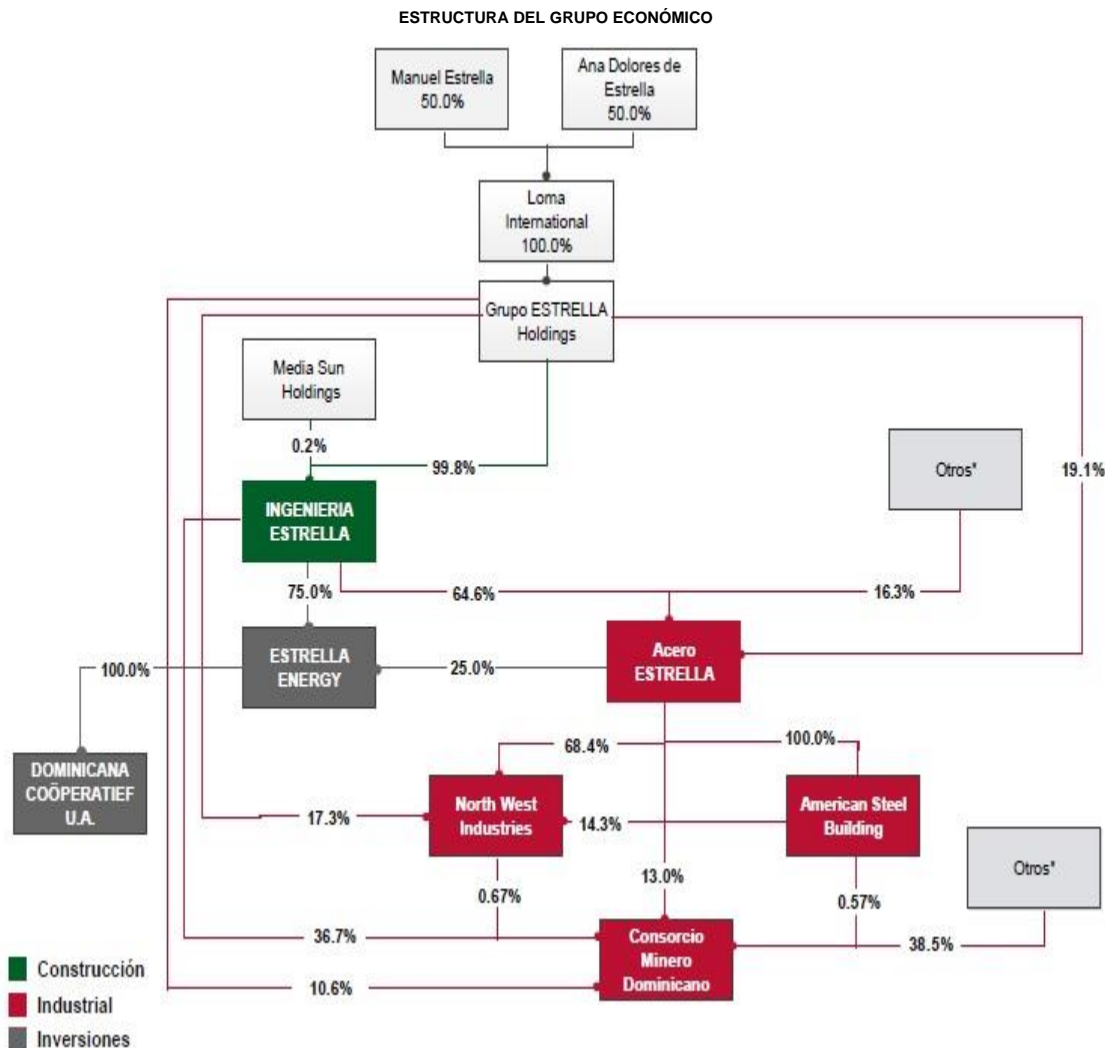 ESTRUCTURA DEL GRUPO ECONÓMICO
Manuel Estrella
50.0%
Ana Dolores de
Estrella
50.0%
Loma
International
100.0%
Grupo ESTRELLA
Holdings
Media Sun
Holdings
0.2%
99.8%
Otros*
19.1%
INGENIERIA
ESTRELLA
75.0%
64.6%
16.3%
ESTRELLA
ENERGY
100.0%
25.0%
Acero
ESTRELLA
68.4%
100.0%
DOMINICANA
COÖPERATIEF
U.A.
17.3%
North West
Industries
14.3%
American Steel
Building
Otros*
0.67%
13.0%
0.57%
36.7%
Consorcio
Minero
Dominicano
38.5%
10.6%
Construcción
Industrial
Inversiones